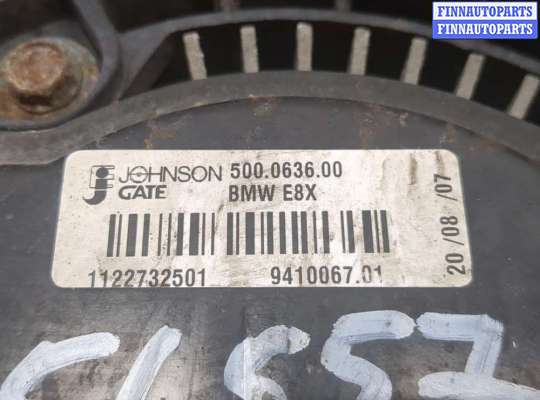 FINNAUTOPARTS
FINNAUTOPARTS
JOHNSON 500.0636.00
GATE BMW E8X
1122732501 9410067.01
20 /08 /07